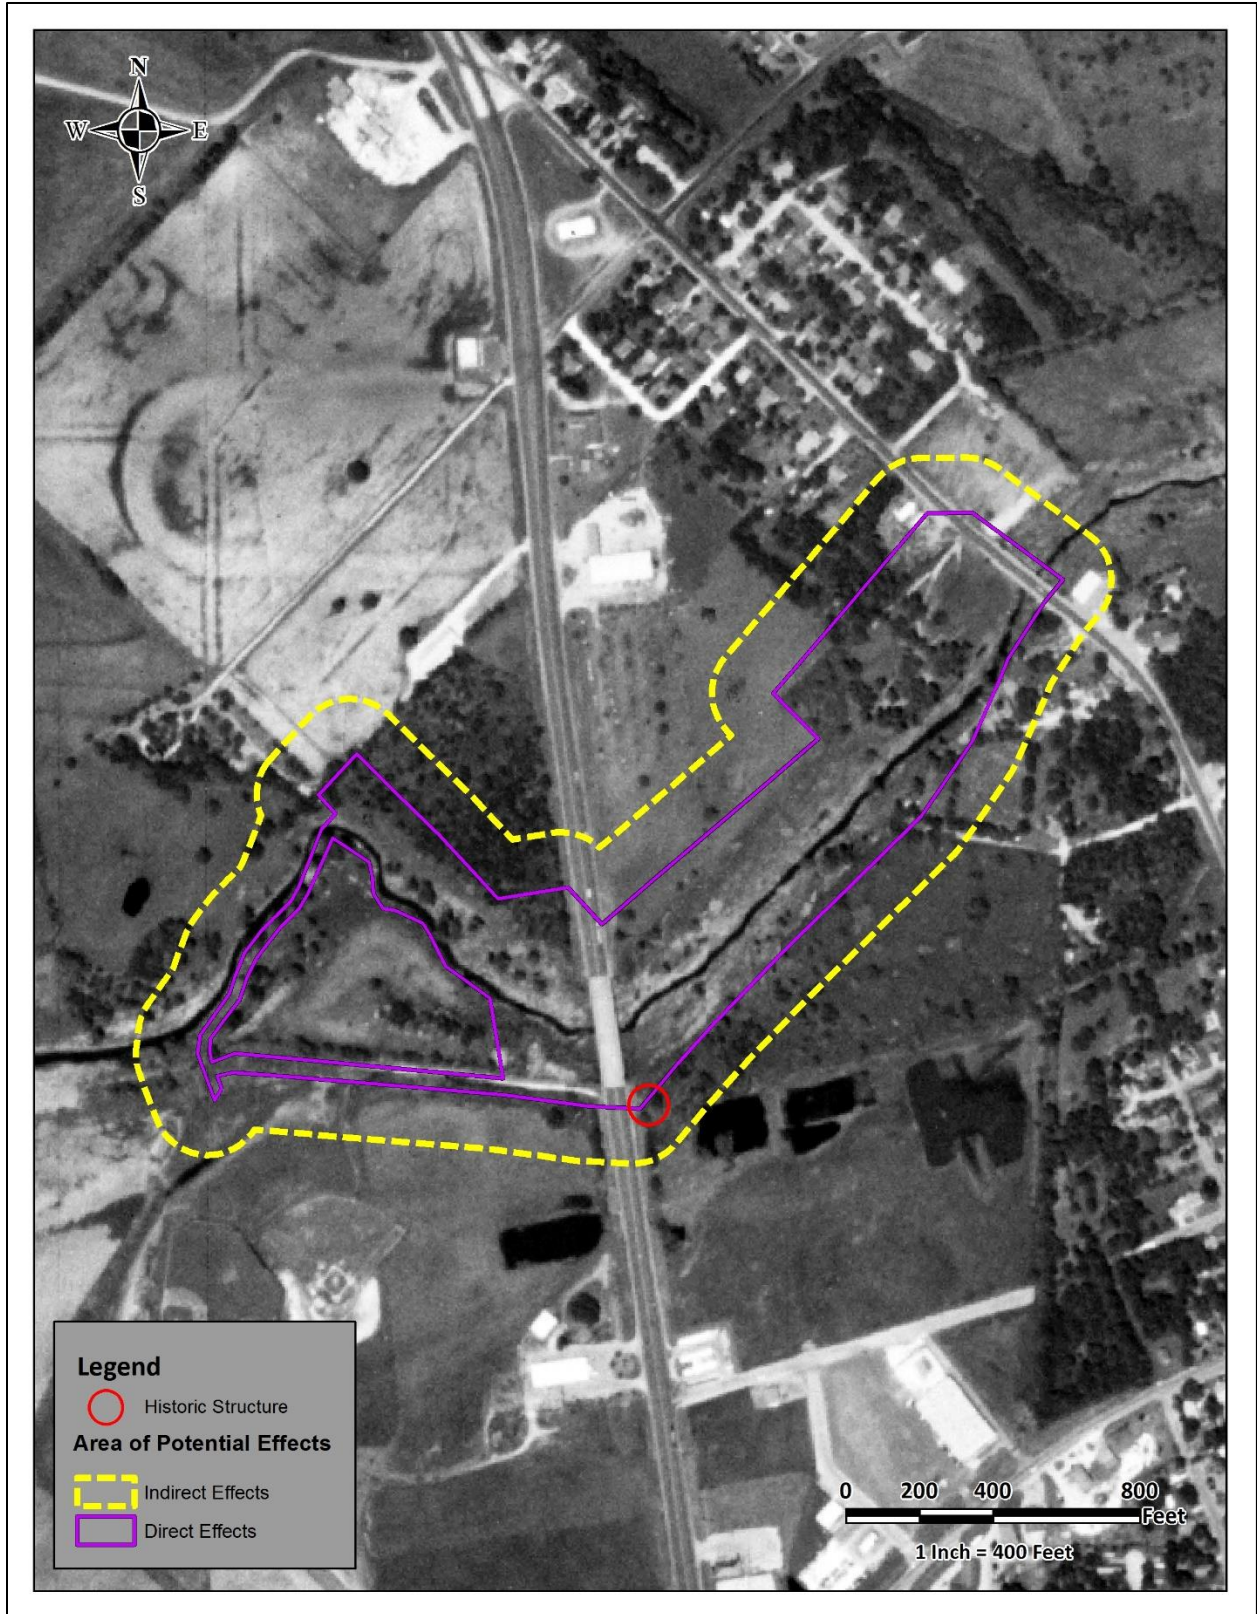 N
W E
S
Legend
Historic Structure
Area of Potential Effects
Indirect Effects
Direct Effects
0 200 400 800
Feet
1 Inch = 400 Feet